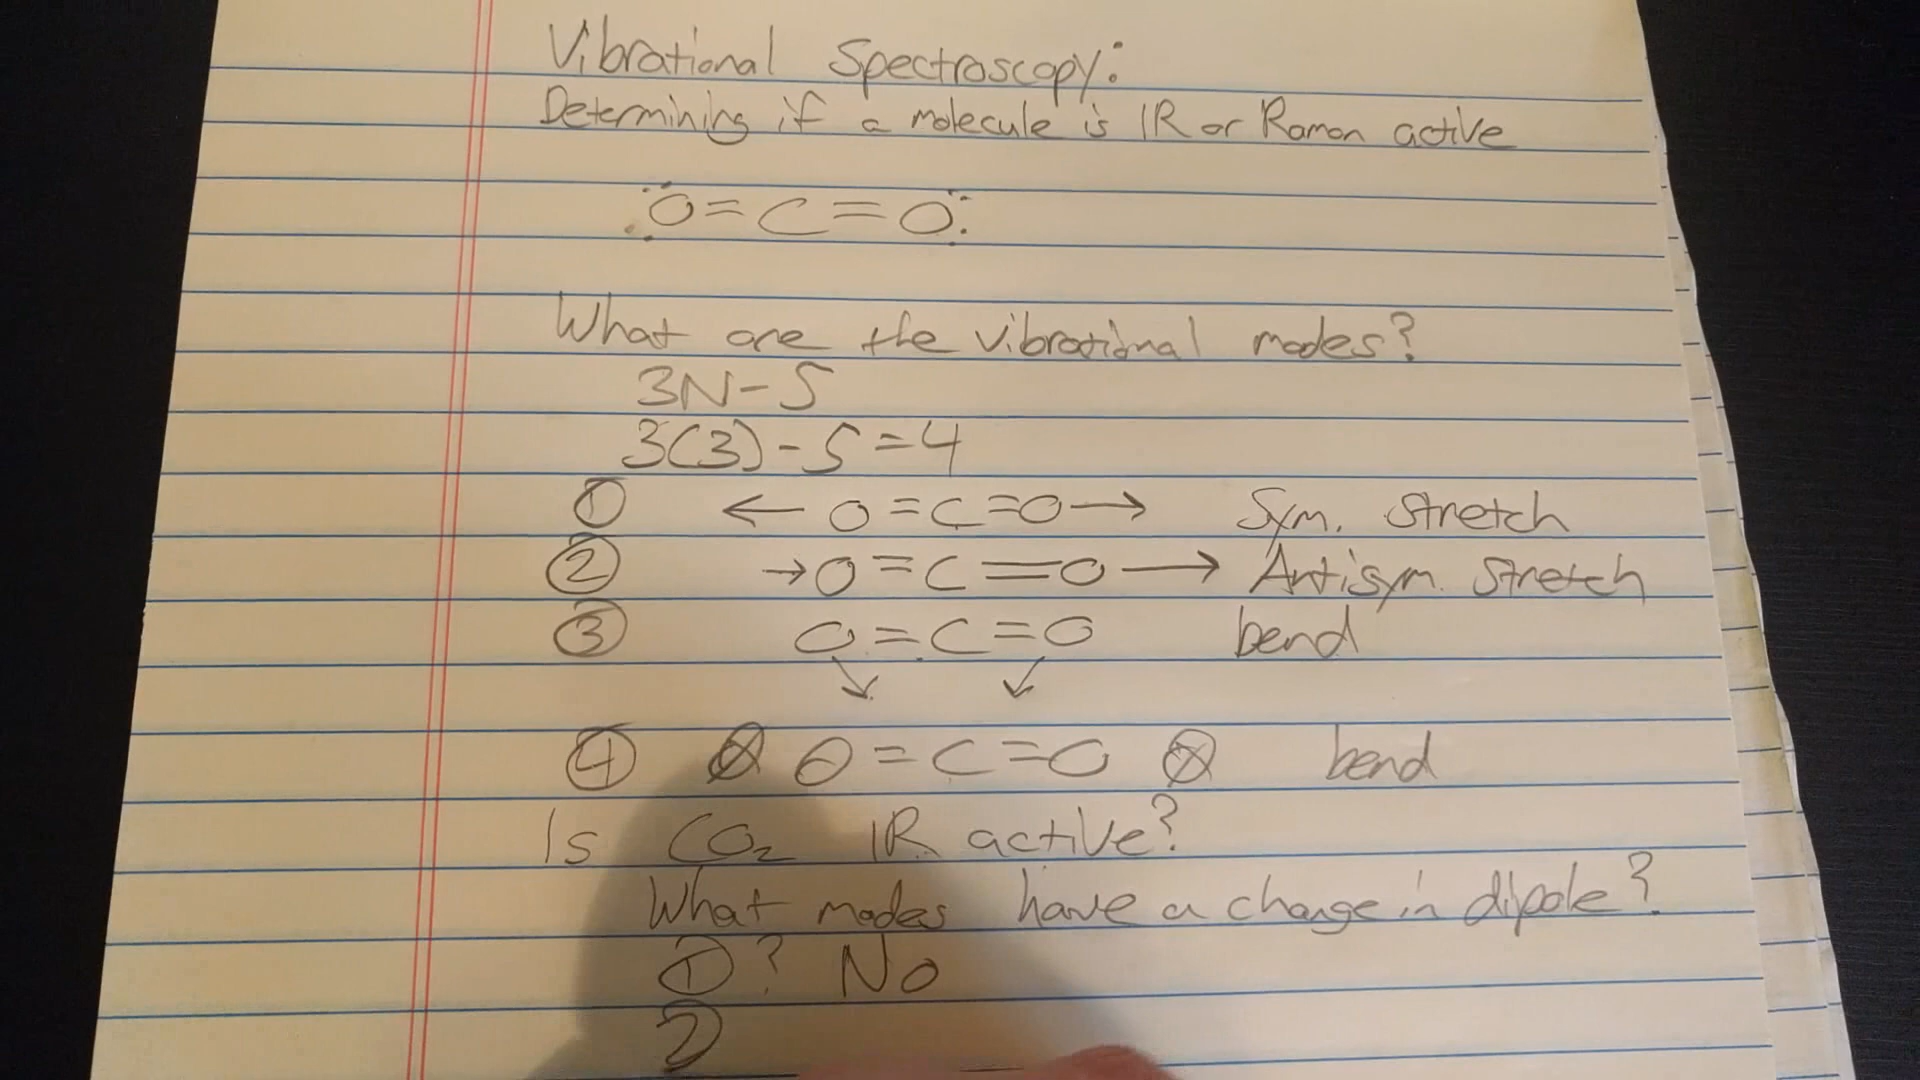 Vibrational Spectroscopy:
Determining if a molecule is IR or Raman active
O=C=O
What are the vibrational modes?
3N-5
3(3)-5=4
① ← O=C=O → Sym. Stretch
② → O=C=O → Antisym. Stretch
③ O=C=O bend
↘ ↙
④ ⊗ O=C=O ⊗ bend
Is CO₂ IR active?
What modes have a change in dipole?
①? No
②